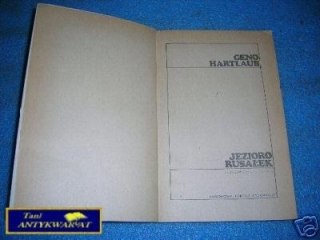 GENO
HARTLAUB
JEZIORO
RUSAŁEK
Tani
ANTYKWARIAT